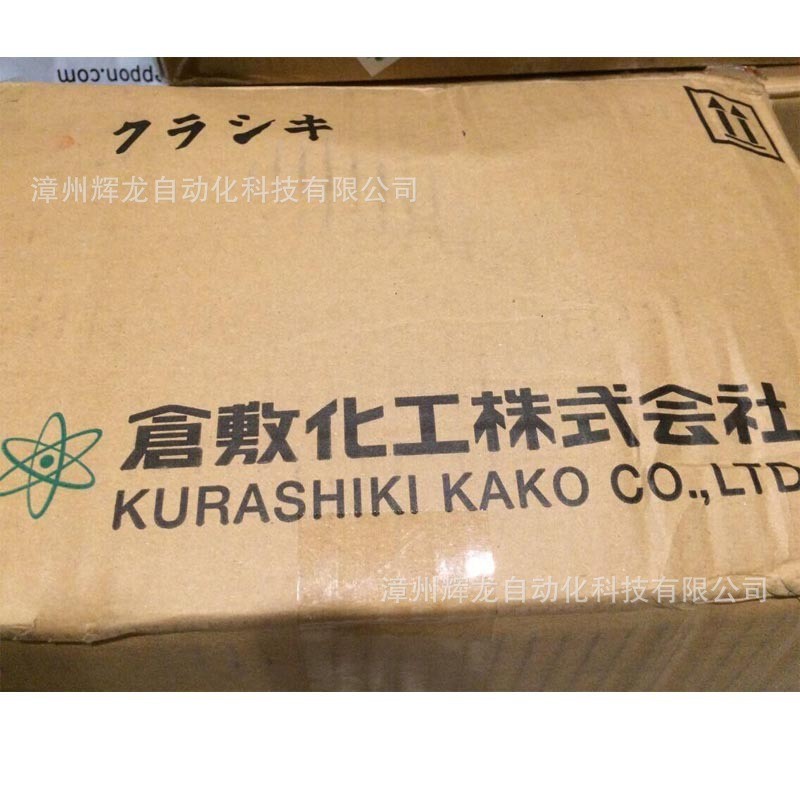 ppon.com
クラシキ
漳州辉龙自动化科技有限公司
倉敷化工株式会社
KURASHIKI KAKO CO.,LTD
漳州辉龙自动化科技有限公司